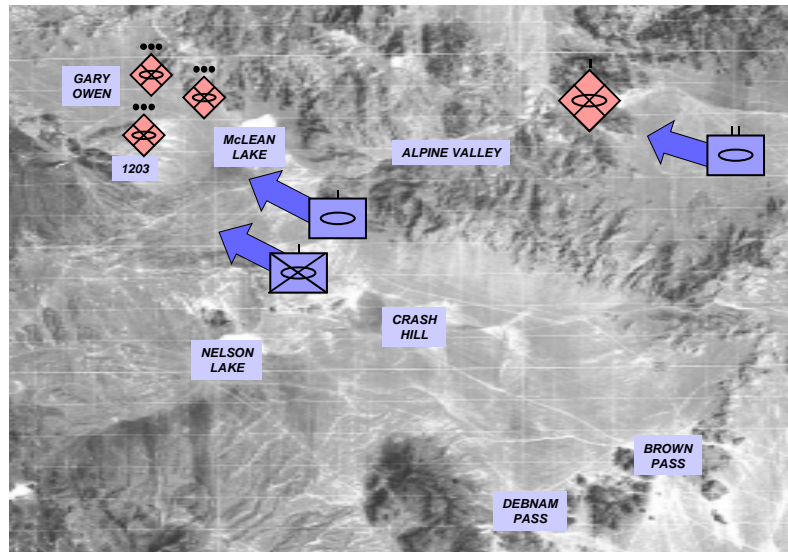 GARY
OWEN
McLEAN
LAKE
1203
ALPINE VALLEY
CRASH
HILL
NELSON
LAKE
BROWN
PASS
DEBNAM
PASS